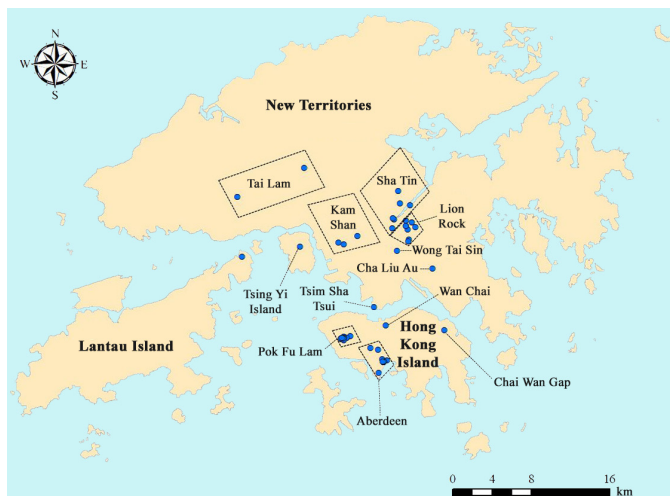 N
W E
S
New Territories
Tai Lam
Sha Tin
Kam
Shan
Lion
Rock
Wong Tai Sin
Cha Liu Au
Tsing Yi
Island
Tsim Sha
Tsui
Wan Chai
Lantau Island
Hong
Kong
Island
Pok Fu Lam
Chai Wan Gap
Aberdeen
0 2 4 8 16
km